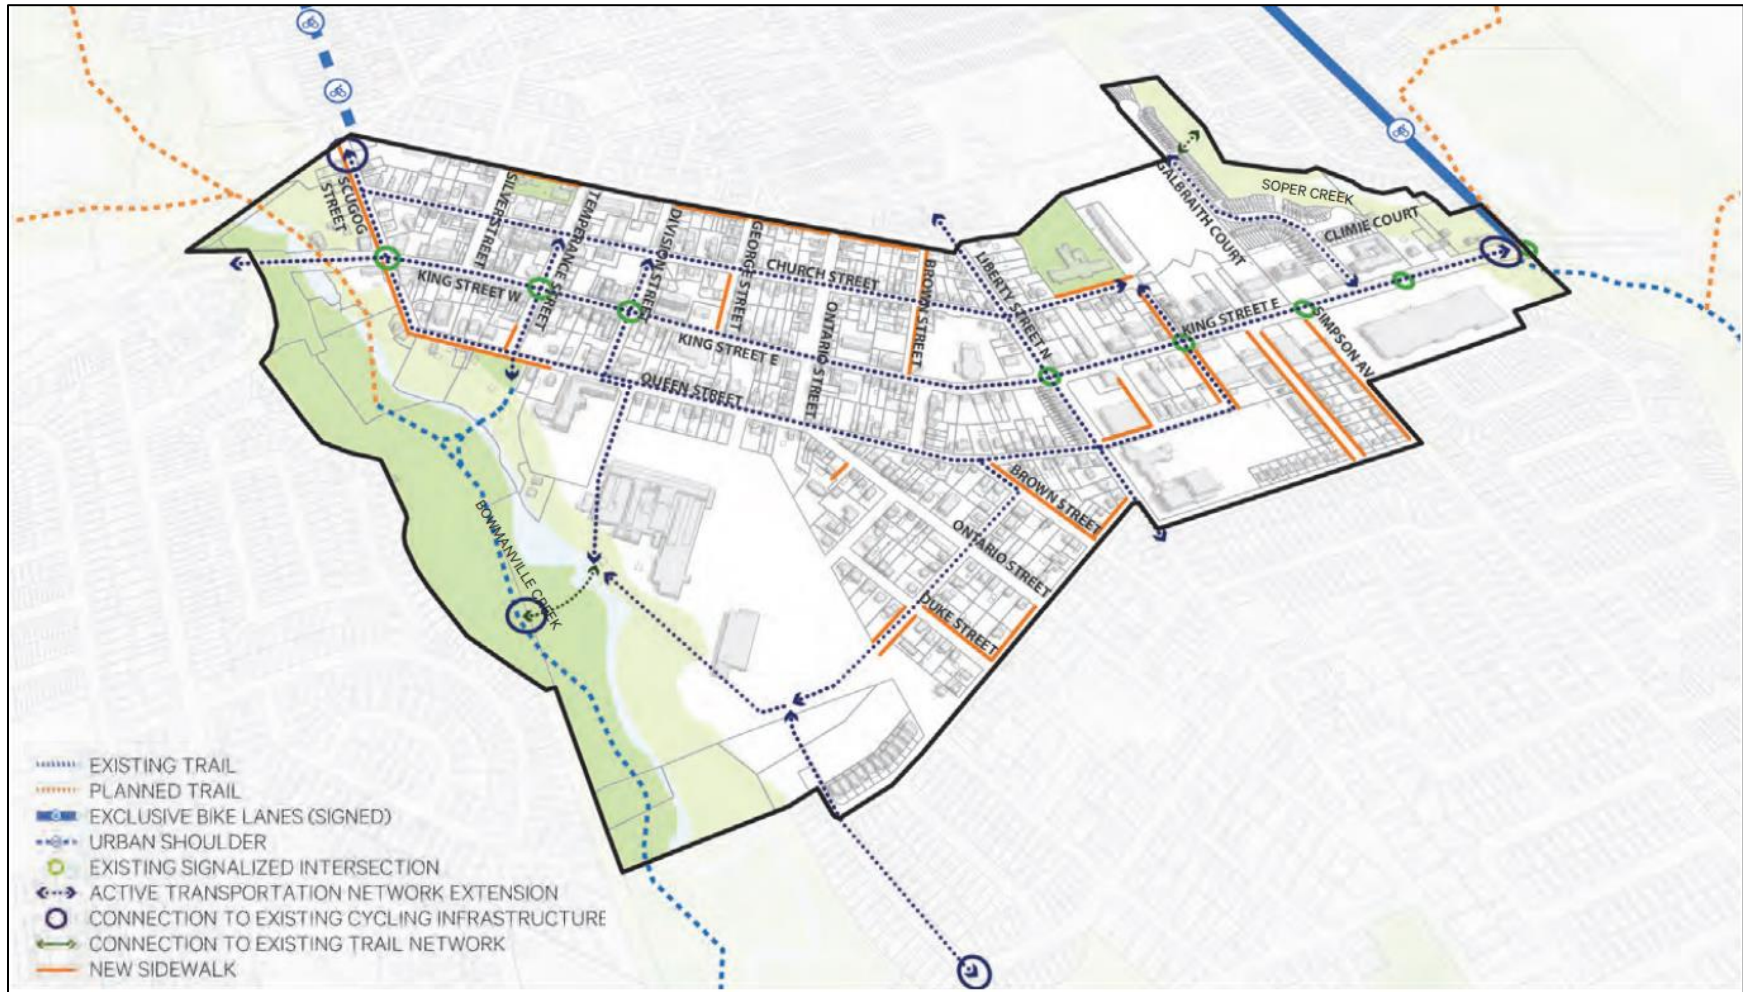 SCUGOG
STREET
SILVER STREET
TEMPERANCE STREET
DIVISION STREET
GEORGE STREET
CHURCH STREET
ONTARIO STREET
BROWN STREET
LIBERTY STREET N
GALBRAITH COURT
SOPER CREEK
CLIMIE COURT
KING STREET W
KING STREET E
KING STREET E
SIMPSON AV
QUEEN STREET
BROWN STREET
ONTARIO STREET
DUKE STREET
BOWMANVILLE CREEK
EXISTING TRAIL
PLANNED TRAIL
EXCLUSIVE BIKE LANES (SIGNED)
URBAN SHOULDER
EXISTING SIGNALIZED INTERSECTION
ACTIVE TRANSPORTATION NETWORK EXTENSION
CONNECTION TO EXISTING CYCLING INFRASTRUCTURE
CONNECTION TO EXISTING TRAIL NETWORK
NEW SIDEWALK